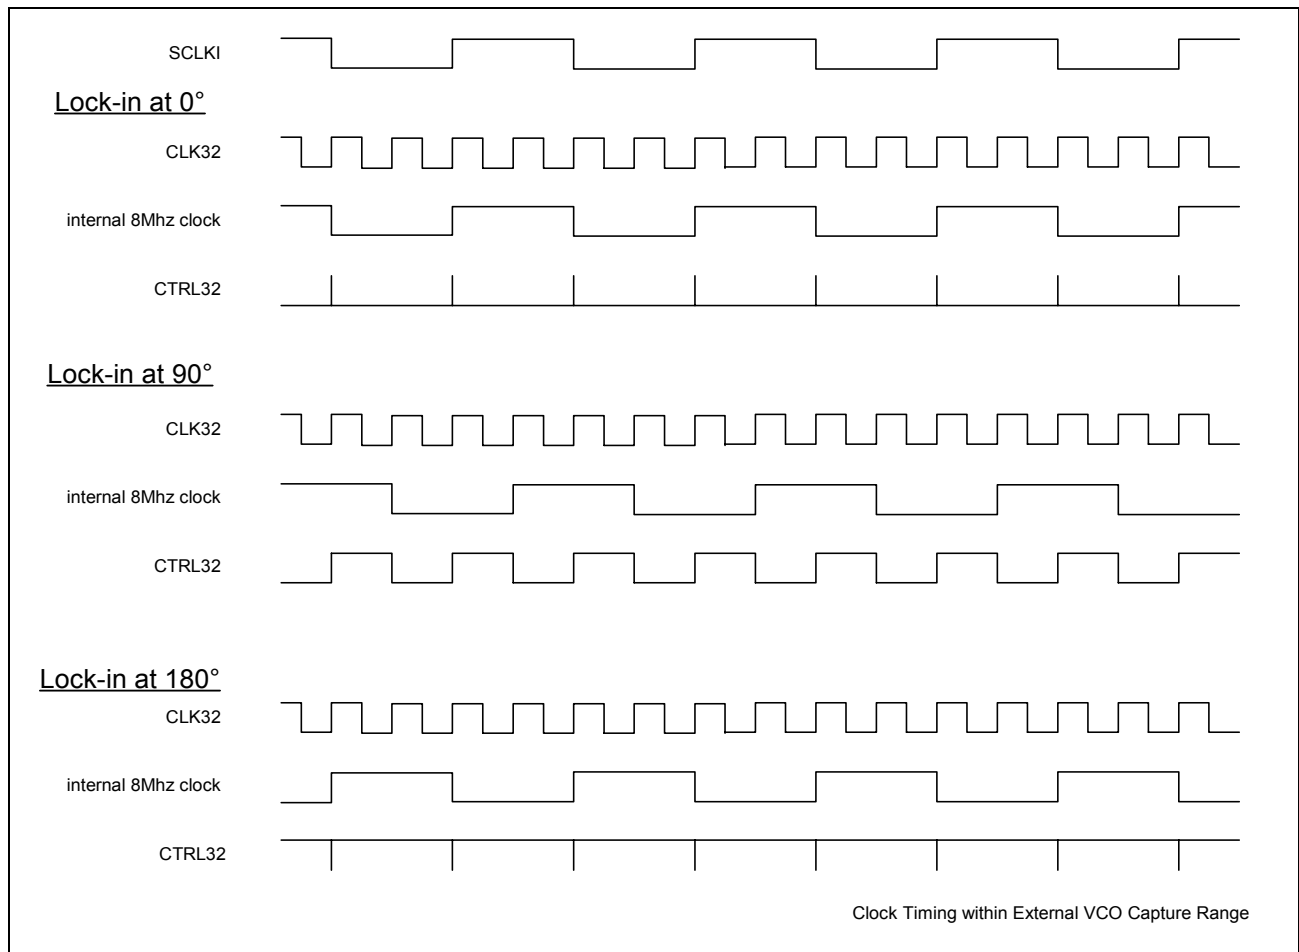 SCLKI
Lock-in at 0°
CLK32
internal 8Mhz clock
CTRL32
Lock-in at 90°
CLK32
internal 8Mhz clock
CTRL32
Lock-in at 180°
CLK32
internal 8Mhz clock
CTRL32
Clock Timing within External VCO Capture Range